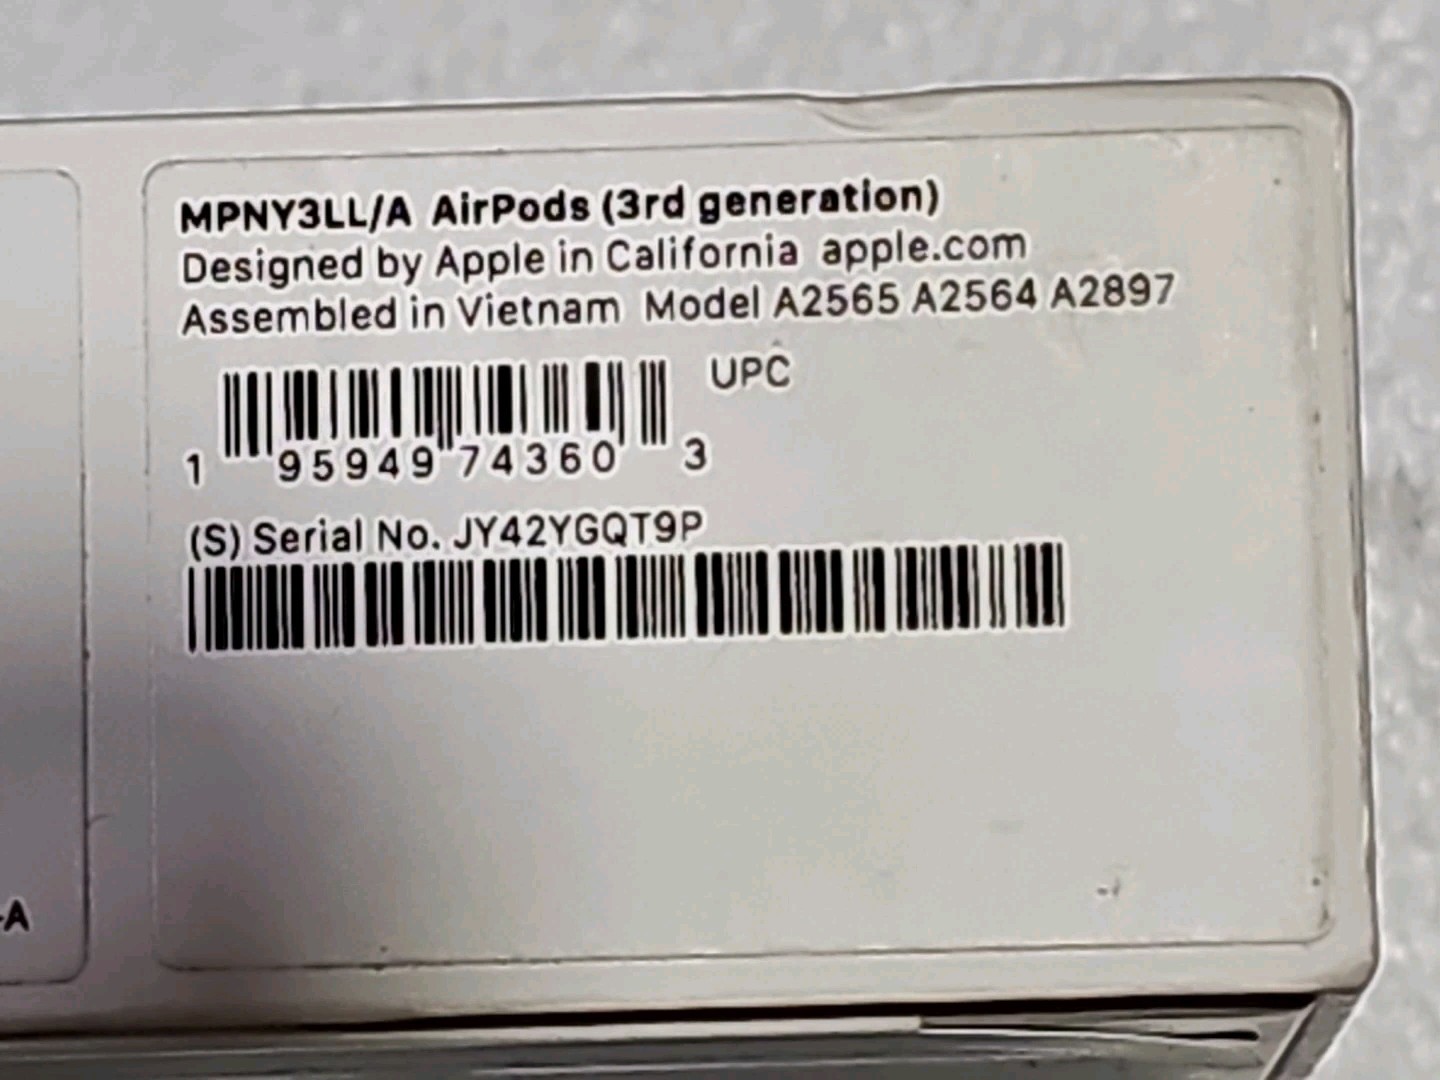 MPNY3LL/A AirPods (3rd generation)
Designed by Apple in California apple.com
Assembled in Vietnam Model A2565 A2564 A2897
UPC
1 95949 74360 3
(S) Serial No. JY42YGQT9P
-A